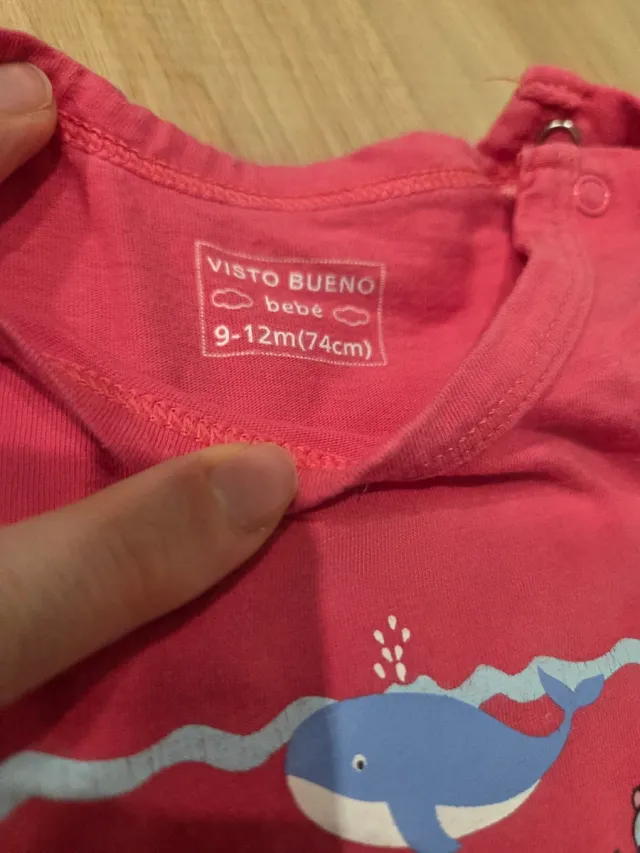 VISTO BUENO
bebé
9-12m(74cm)